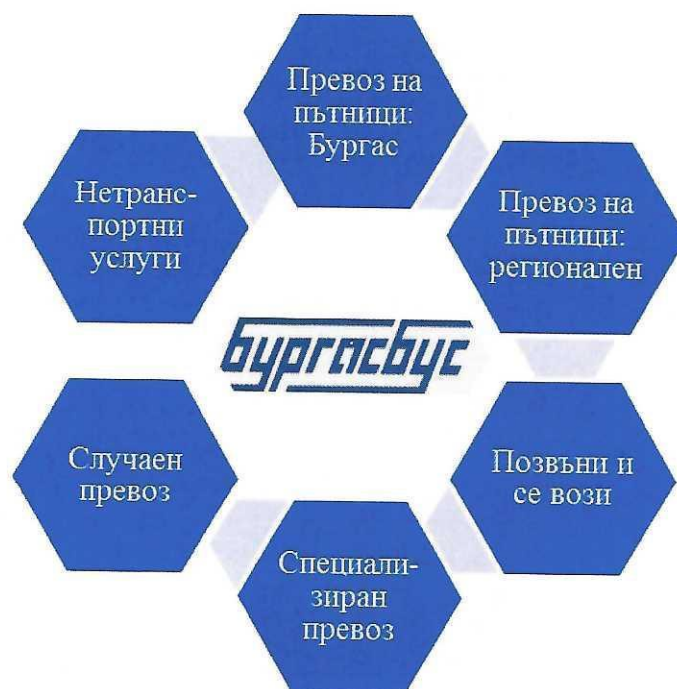 Превоз на
пътници:
Бургас
Превоз на
пътници:
регионален
Позвъни и
се вози
Специали-
зиран
превоз
Случаен
превоз
Нетранс-
портни
услуги
бургасбус